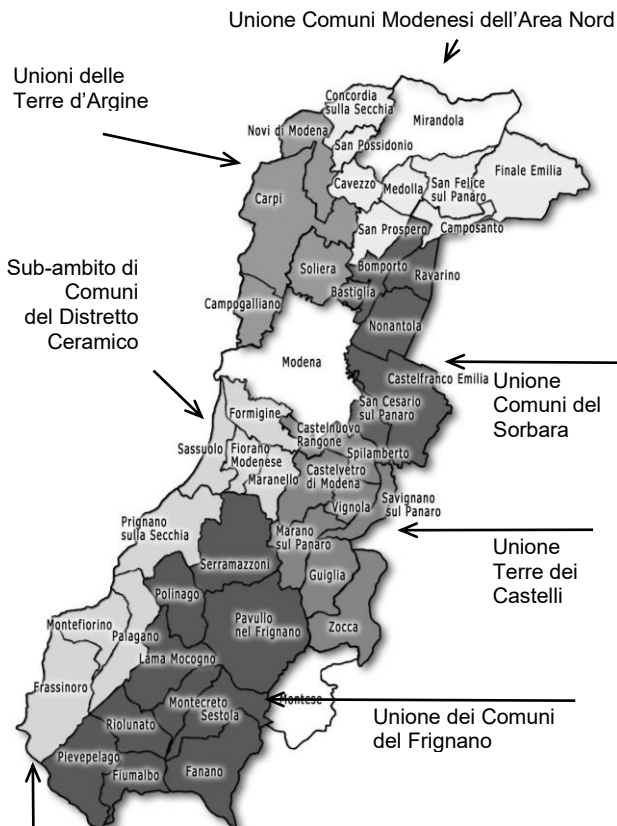 Unione Comuni Modenesi dell'Area Nord
Unioni delle
Terre d'Argine
Concordia
sulla Secchia
Mirandola
Novi di Modena
San Possidonio
Finale Emilia
Carpi
Cavezzo
Medolla
San Felice
sul Panaro
San Prospero
Camposanto
Sub-ambito di
Comuni
del Distretto
Ceramico
Soliera
Bomporto
Ravarino
Campogalliano
Bastiglia
Nonantola
Modena
Castelfranco Emilia
Unione
Comuni del
Sorbara
San Cesario
sul Panaro
Formigine
Castelnuovo
Rangone
Sassuolo
Fiorano
Modenese
Spilamberto
Maranello
Castelvetro
di Modena
Vignola
Savignano
sul Panaro
Prignano
sulla Secchia
Marano
sul Panaro
Unione
Terre dei
Castelli
Serramazzoni
Guiglia
Polinago
Zocca
Montefiorino
Palagano
Pavullo
nel Frignano
Lama Mocogno
Frassinoro
Montecreto
Sestola
Montese
Unione dei Comuni
del Frignano
Riolunato
Pievepelago
Fiumalbo
Fanano